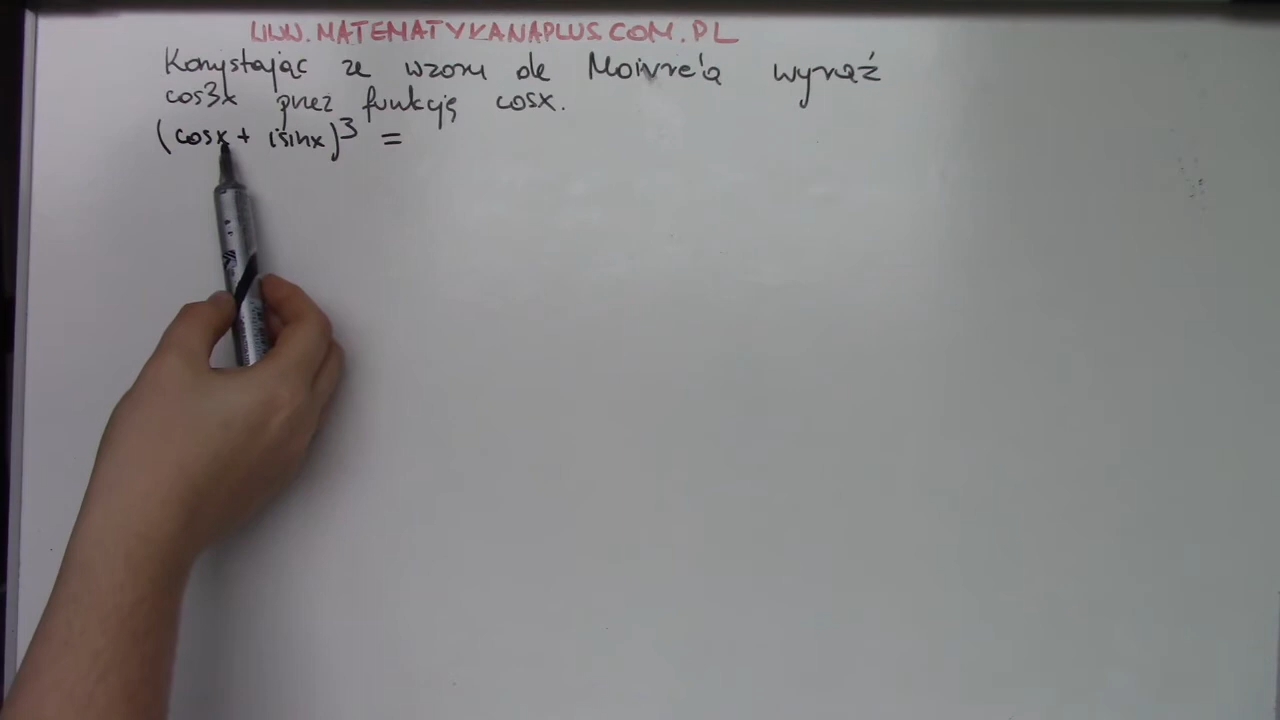 WWW.MATEMATYKANAPLUS.COM.PL
Korzystając ze wzoru de Moivre'a wyraź
cos3x przez funkcję cosx.
(cosx + isinx)³ =